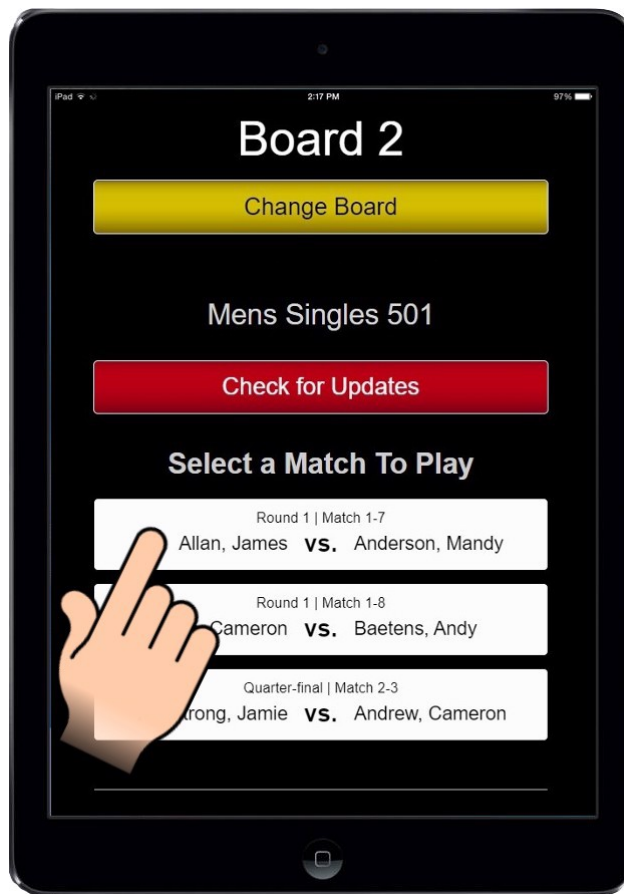 iPad 2:17 PM 97%
Board 2
Change Board
Mens Singles 501
Check for Updates
Select a Match To Play
Round 1 | Match 1-7
Allan, James vs. Anderson, Mandy
Round 1 | Match 1-8
Cameron vs. Baetens, Andy
Quarter-final | Match 2-3
Jamie vs. Andrew, Cameron